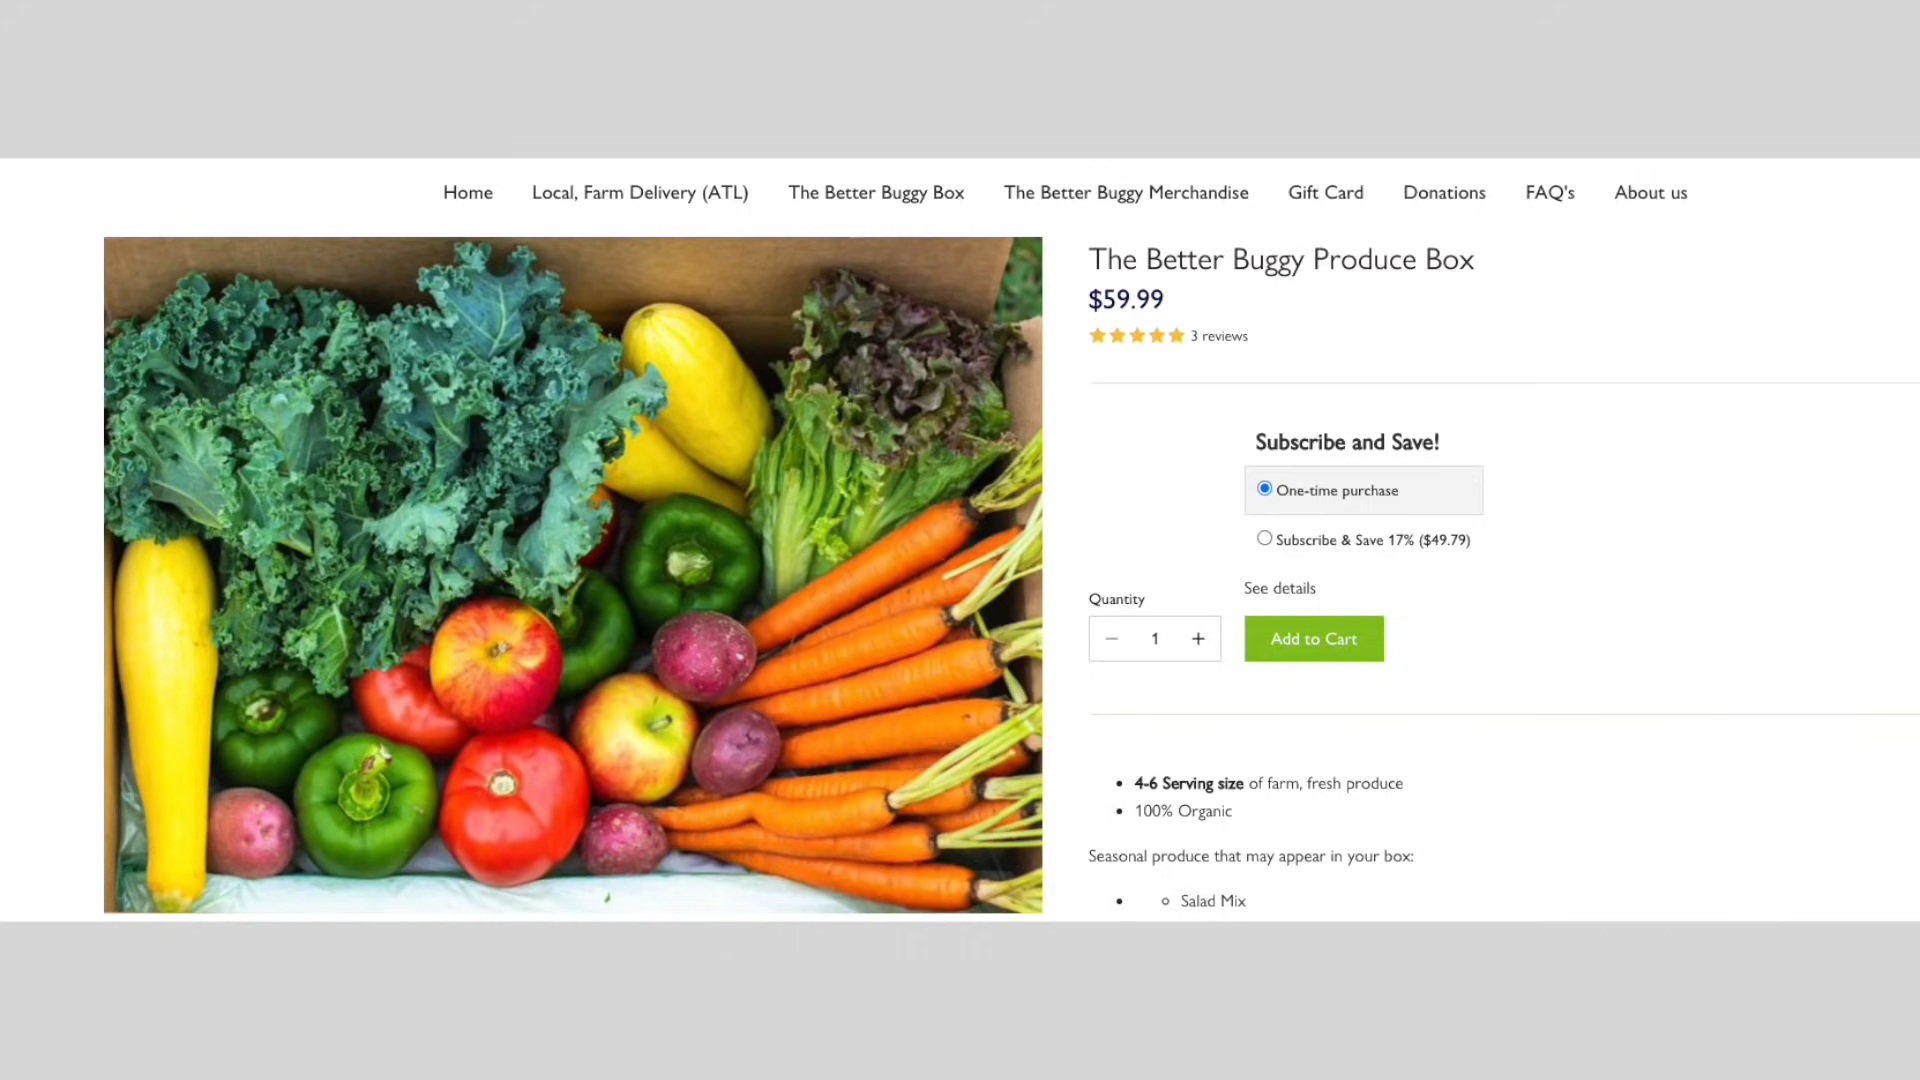 Home Local, Farm Delivery (ATL) The Better Buggy Box The Better Buggy Merchandise Gift Card Donations FAQ's About us
The Better Buggy Produce Box
$59.99
3 reviews
Subscribe and Save!
One-time purchase
Subscribe & Save 17% ($49.79)
See details
Quantity
− 1 +
Add to Cart
• 4-6 Serving size of farm, fresh produce
• 100% Organic
Seasonal produce that may appear in your box:
• ○ Salad Mix